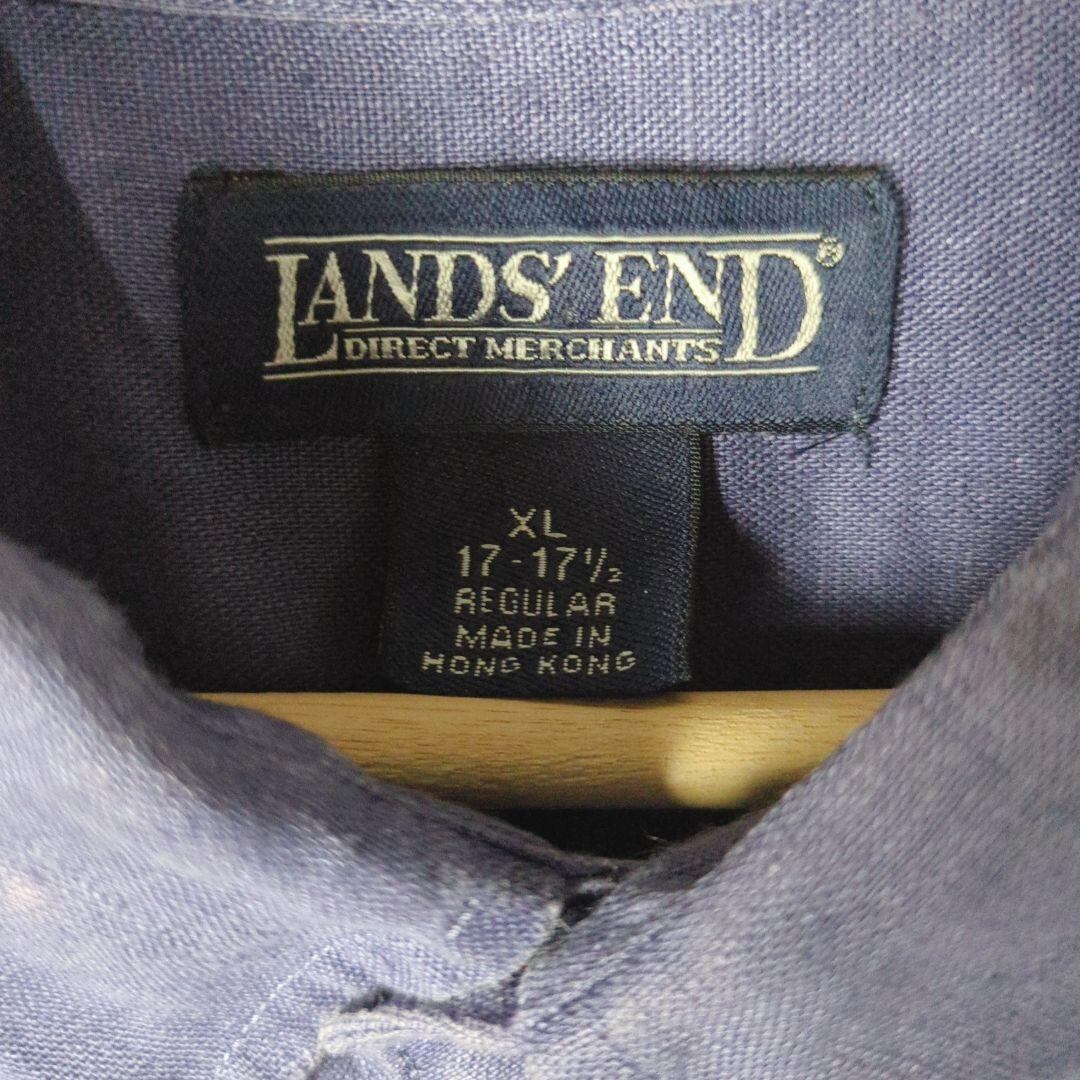 LANDS' END®
DIRECT MERCHANTS
XL
17-17½
REGULAR
MADE IN
HONG KONG